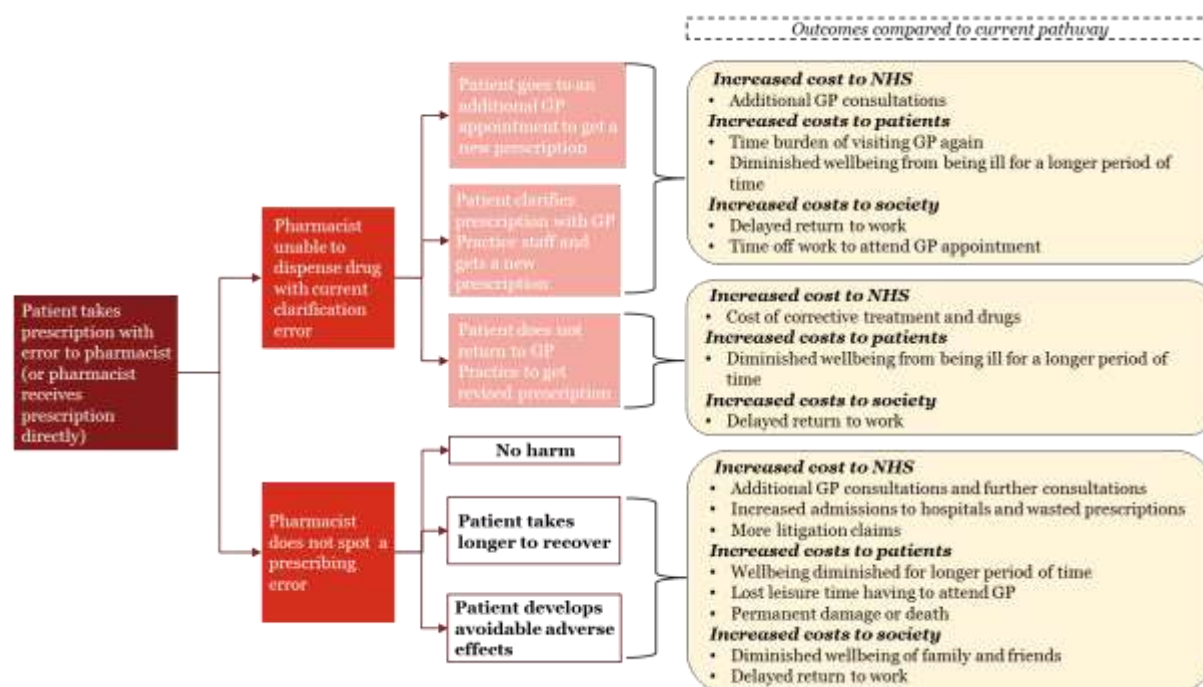 Outcomes compared to current pathway
Patient goes to an
additional GP
appointment to get a
new prescription
Patient clarifies
prescription with GP
Practice staff and
gets a new
prescription
Patient does not
return to GP
Practice to get
revised prescription
Pharmacist
unable to
dispense drug
with current
clarification
error
Patient takes
prescription with
error to pharmacist
(or pharmacist
receives
prescription
directly)
Pharmacist
does not spot a
prescribing
error
No harm
Patient takes
longer to recover
Patient develops
avoidable adverse
effects
Increased cost to NHS
• Additional GP consultations
Increased costs to patients
• Time burden of visiting GP again
• Diminished wellbeing from being ill for a longer period of
time
Increased costs to society
• Delayed return to work
• Time off work to attend GP appointment
Increased cost to NHS
• Cost of corrective treatment and drugs
Increased costs to patients
• Diminished wellbeing from being ill for a longer period of
time
Increased costs to society
• Delayed return to work
Increased cost to NHS
• Additional GP consultations and further consultations
• Increased admissions to hospitals and wasted prescriptions
• More litigation claims
Increased costs to patients
• Wellbeing diminished for longer period of time
• Lost leisure time having to attend GP
• Permanent damage or death
Increased costs to society
• Diminished wellbeing of family and friends
• Delayed return to work